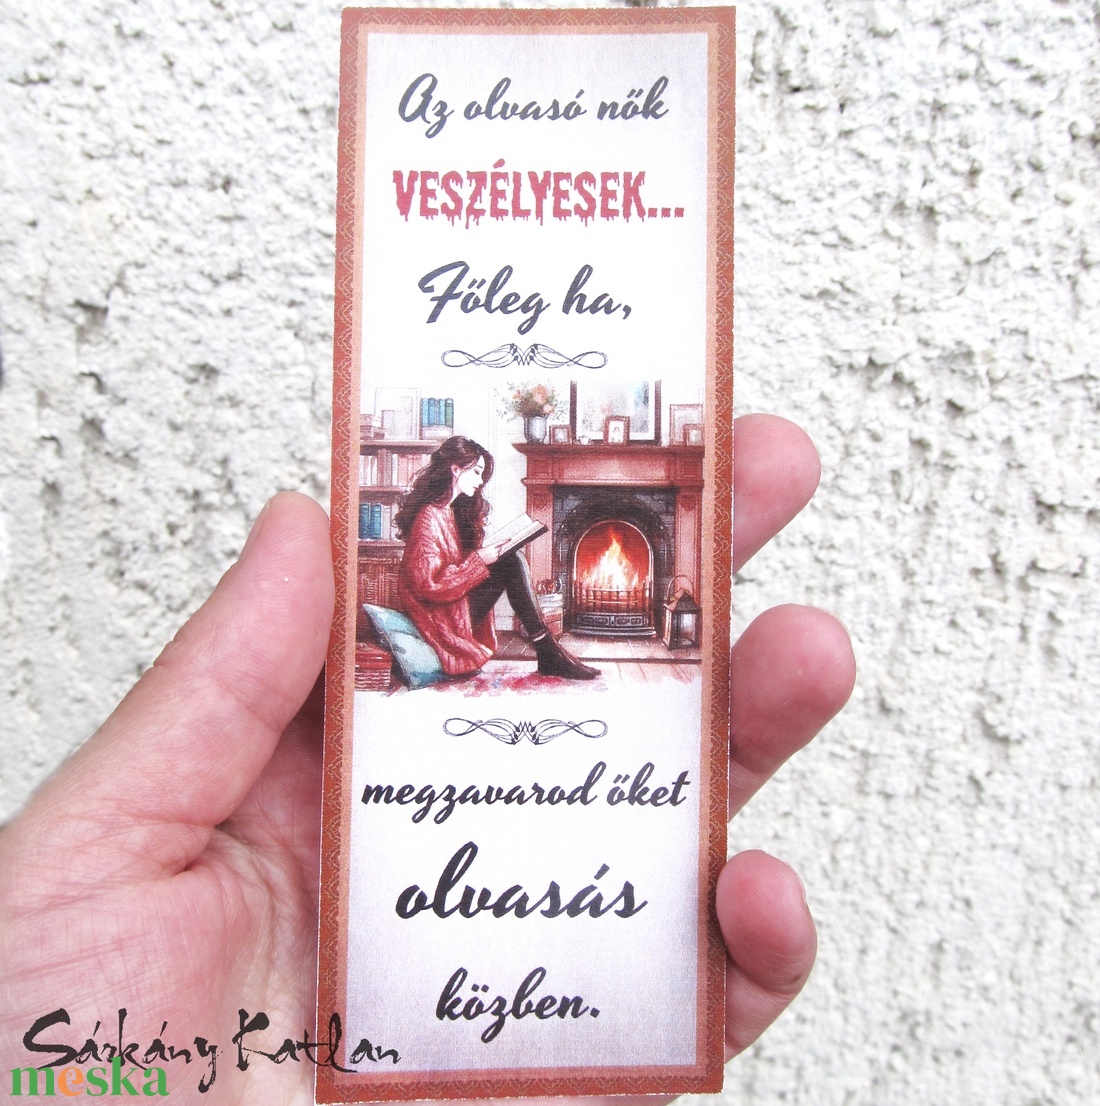 Az olvasó nők
VESZÉLYESEK...
Főleg ha,
megzavarod őket
olvasás
közben.
Sárkány Katlan
meska